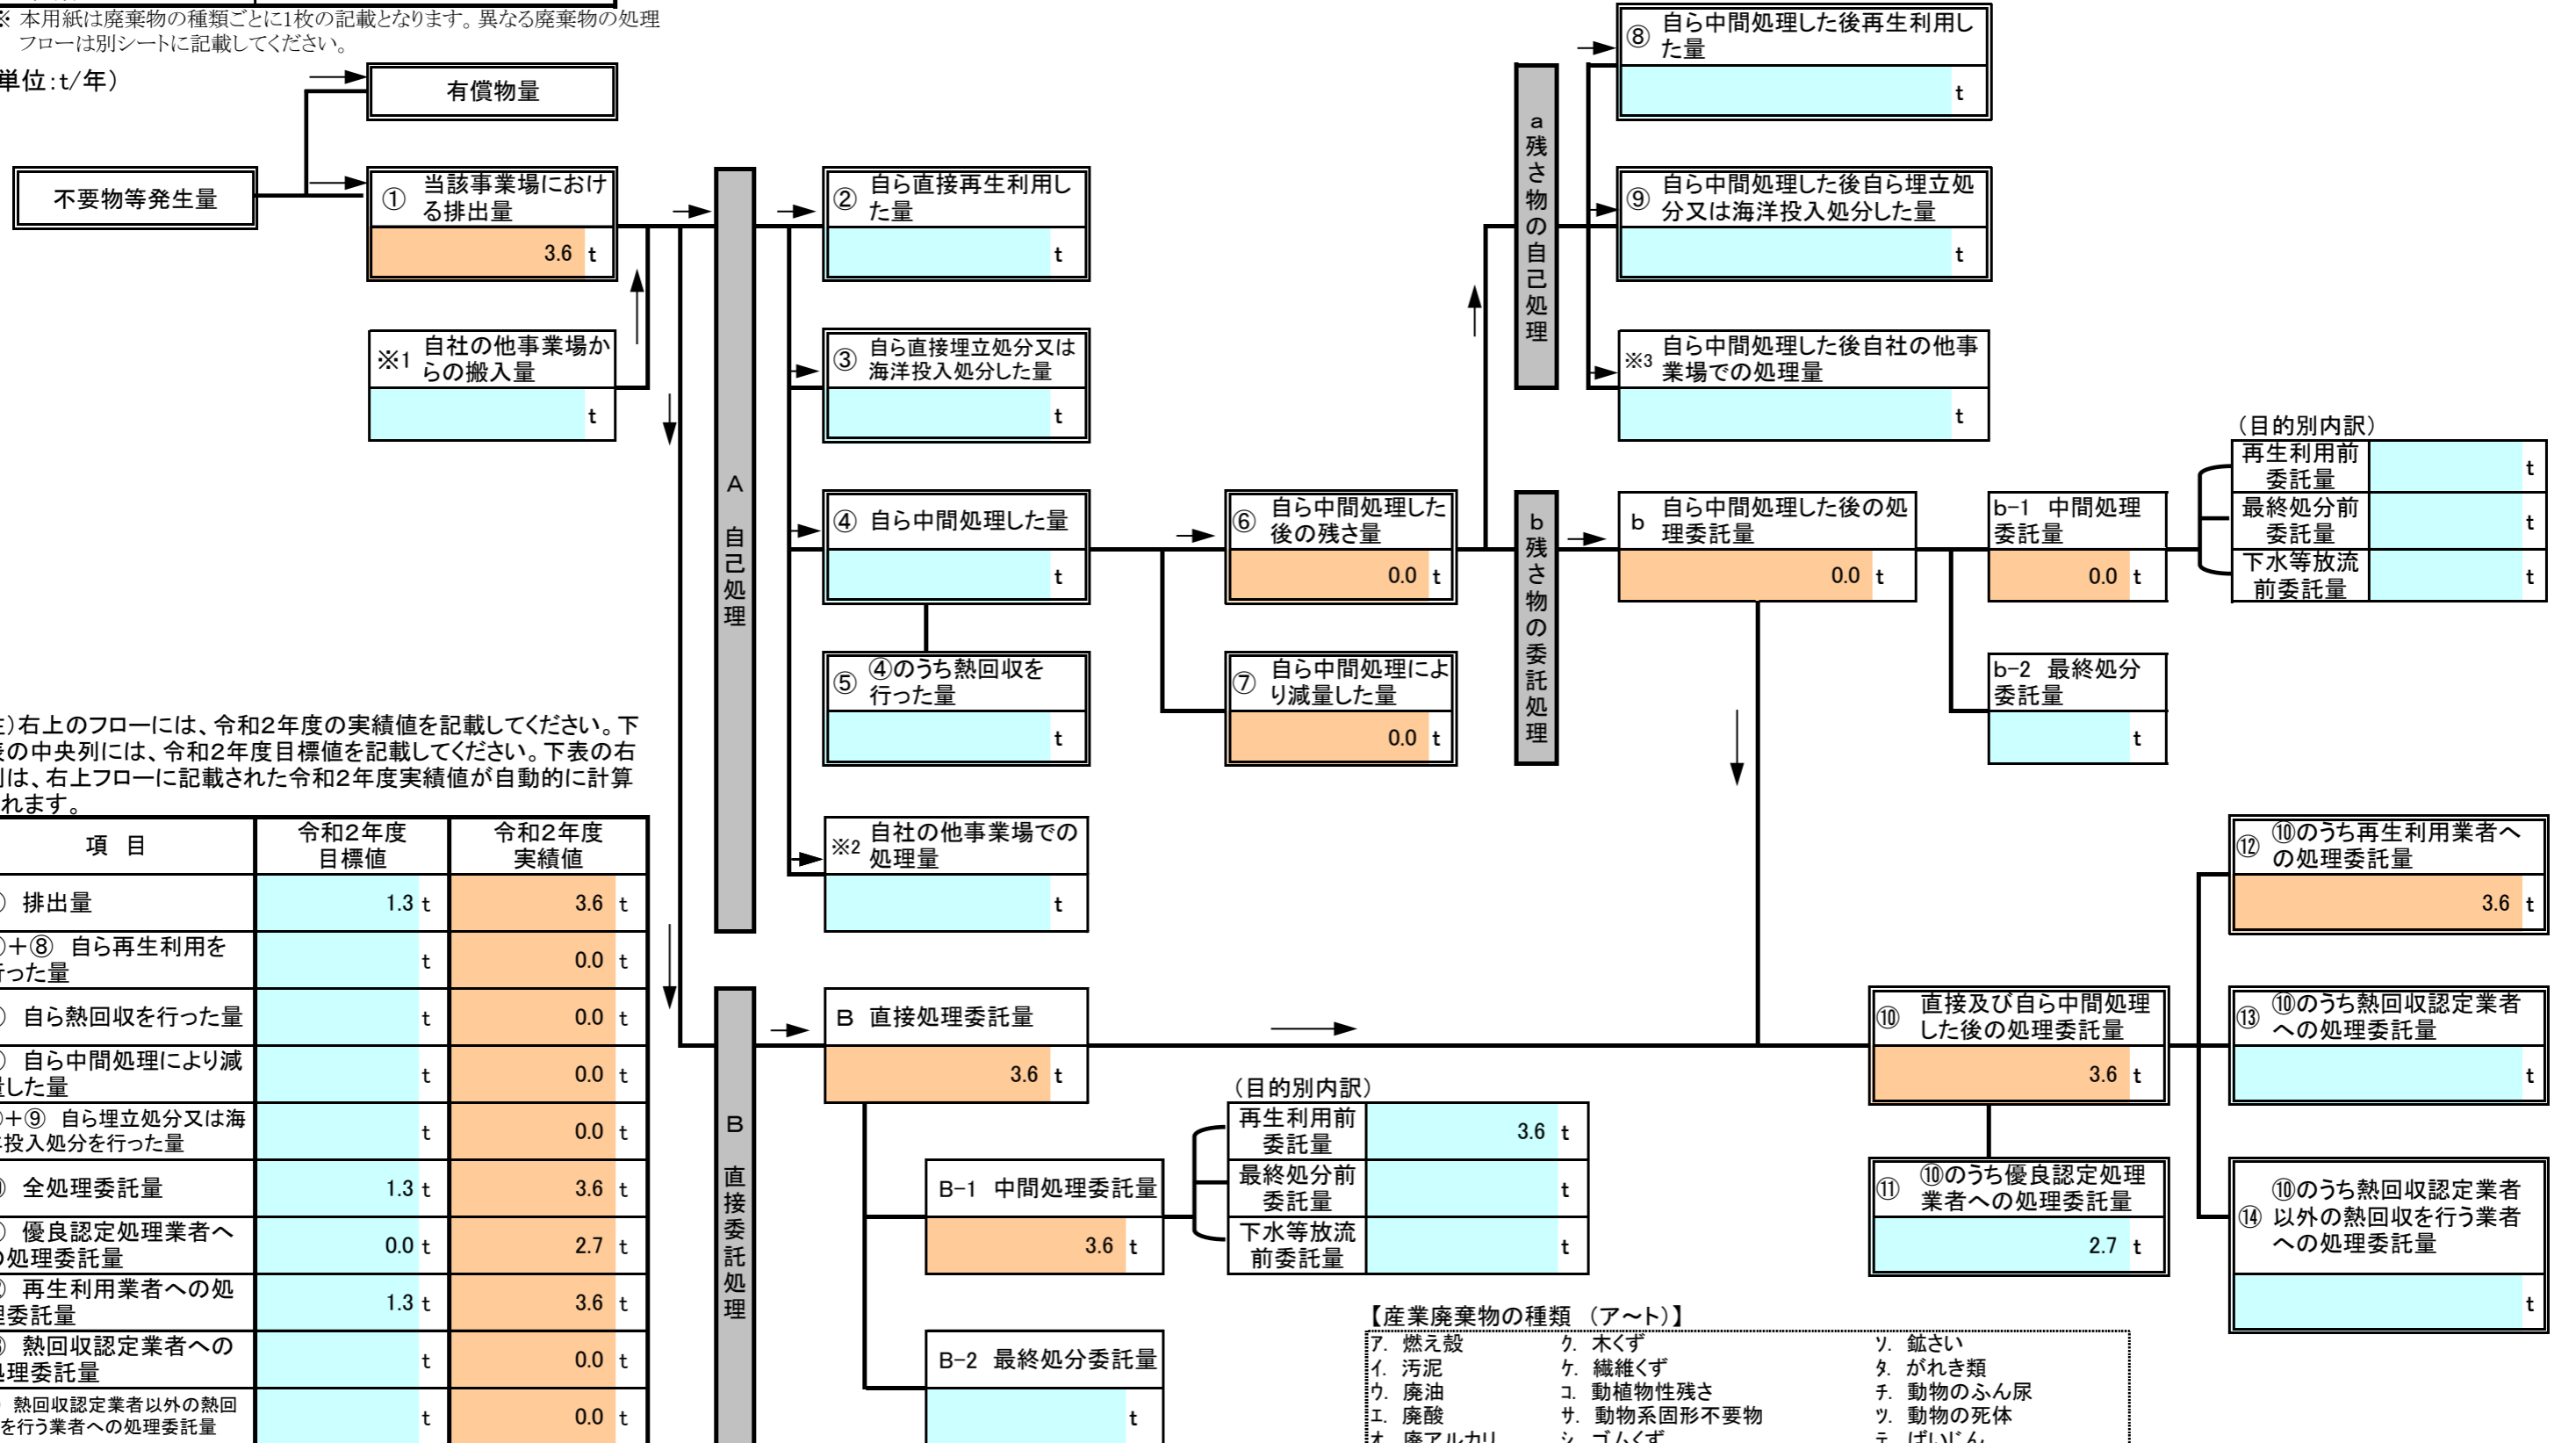 ※ 本用紙は廃棄物の種類ごとに1枚の記載となります。異なる廃棄物の処理
フローは別シートに記載してください。
単位:t/年)
有償物量
不要物等発生量
① 当該事業場におけ
る排出量
3.6 t
※1 自社の他事業場か
らの搬入量
t
A 自己処理
② 自ら直接再生利用し
た量
t
③ 自ら直接埋立処分又は
海洋投入処分した量
t
④ 自ら中間処理した量
t
⑤ ④のうち熱回収を
行った量
t
※2 自社の他事業場での
処理量
t
⑥ 自ら中間処理した
後の残さ量
0.0 t
⑦ 自ら中間処理によ
り減量した量
0.0 t
a 残さ物の自己処理
⑧ 自ら中間処理した後再生利用し
た量
t
⑨ 自ら中間処理した後自ら埋立処
分又は海洋投入処分した量
t
※3 自ら中間処理した後自社の他事
業場での処理量
t
b 残さ物の委託処理
b 自ら中間処理した後の処
理委託量
0.0 t
b-1 中間処理
委託量
0.0 t
b-2 最終処分
委託量
t
(目的別内訳)
再生利用前
委託量
t
最終処分前
委託量
t
下水等放流
前委託量
t
)右上のフローには、令和2年度の実績値を記載してください。下
表の中央列には、令和2年度目標値を記載してください。下表の右
は、右上フローに記載された令和2年度実績値が自動的に計算
れます。
項 目
令和2年度
目標値
令和2年度
実績値
排出量 1.3 t 3.6 t
+⑧ 自ら再生利用を
行った量
t 0.0 t
自ら熱回収を行った量 t 0.0 t
自ら中間処理により減
量した量
t 0.0 t
+⑨ 自ら埋立処分又は海
洋投入処分を行った量
t 0.0 t
全処理委託量 1.3 t 3.6 t
優良認定処理業者へ
の処理委託量
0.0 t 2.7 t
再生利用業者への処
理委託量
1.3 t 3.6 t
熱回収認定業者への
処理委託量
t 0.0 t
熱回収認定業者以外の熱回
を行う業者への処理委託量
t 0.0 t
B 直接委託処理
B 直接処理委託量
3.6 t
B-1 中間処理委託量
3.6 t
B-2 最終処分委託量
t
(目的別内訳)
再生利用前
委託量
3.6 t
最終処分前
委託量
t
下水等放流
前委託量
t
⑩ 直接及び自ら中間処理
した後の処理委託量
3.6 t
⑪ ⑩のうち優良認定処理
業者への処理委託量
2.7 t
⑫ ⑩のうち再生利用業者へ
の処理委託量
3.6 t
⑬ ⑩のうち熱回収認定業者
への処理委託量
t
⑭ ⑩のうち熱回収認定業者
以外の熱回収を行う業者
への処理委託量
t
【産業廃棄物の種類 (ア~ト)】
ア. 燃え殻 ク. 木くず ソ. 鉱さい
イ. 汚泥 ケ. 繊維くず タ. がれき類
ウ. 廃油 コ. 動植物性残さ チ. 動物のふん尿
エ. 廃酸 サ. 動物系固形不要物 ツ. 動物の死体
オ. 廃アルカリ シ. ゴムくず テ. ばいじん